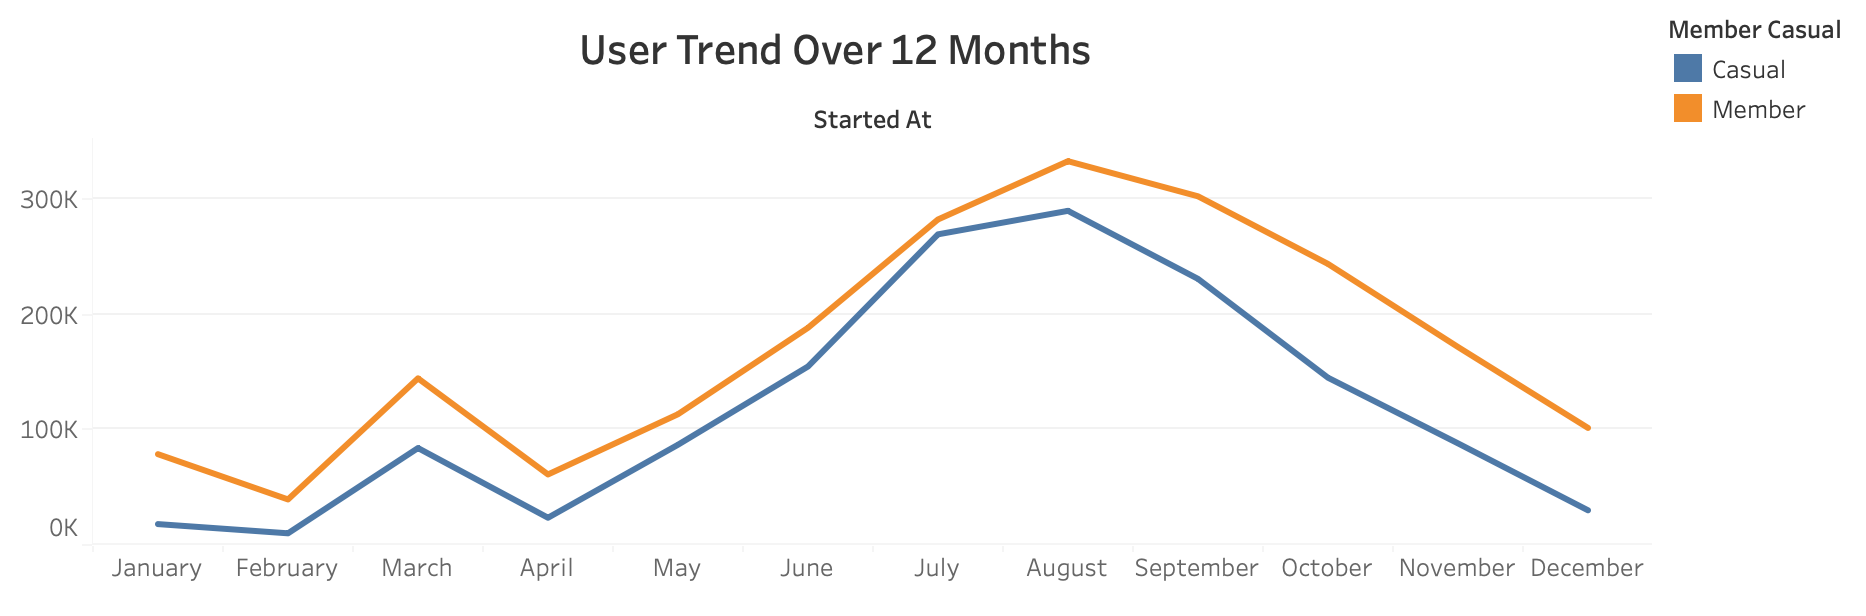 User Trend Over 12 Months
Member Casual
Casual
Member
Started At
300K
200K
100K
0K
January February March April May June July August September October November December